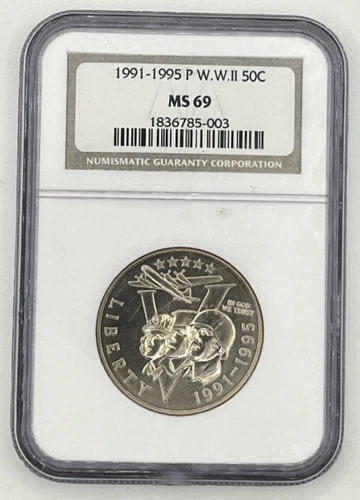 1991-1995 P W.W.II 50C
MS 69
1836785-003
NUMISMATIC GUARANTY CORPORATION
IN GOD
WE TRUST
LIBERTY
1991-1995